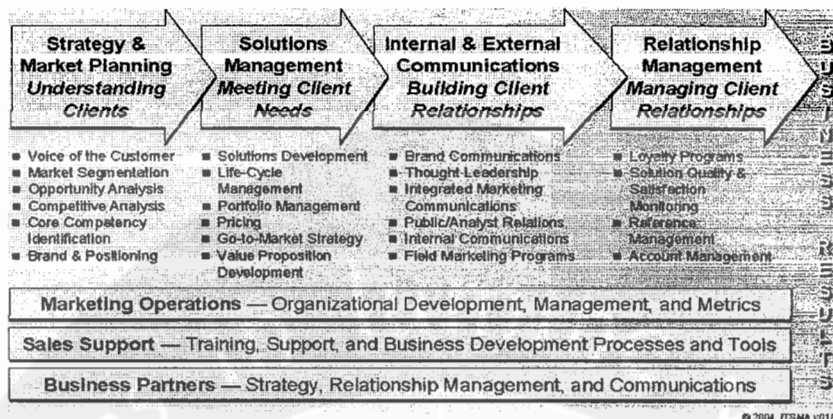 Strategy &
Market Planning
Understanding
Clients
Solutions
Management
Meeting Client
Needs
Internal & External
Communications
Building Client
Relationships
Relationship
Management
Managing Client
Relationships
■ Voice of the Customer
■ Market Segmentation
■ Opportunity Analysis
■ Competitive Analysis
■ Core Competency
Identification
■ Brand & Positioning
■ Solutions Development
■ Life-Cycle
Management
■ Portfolio Management
■ Pricing
■ Go-to-Market Strategy
■ Value Proposition
Development
■ Brand Communications
■ Thought Leadership
■ Integrated Marketing
Communications
■ Public/Analyst Relations
■ Internal Communications
■ Field Marketing Programs
■ Loyalty Programs
■ Solution Quality &
Satisfaction
Monitoring
■ Reference
Management
■ Account Management
Marketing Operations — Organizational Development, Management, and Metrics
Sales Support — Training, Support, and Business Development Processes and Tools
Business Partners — Strategy, Relationship Management, and Communications
© 2004, ITSMA